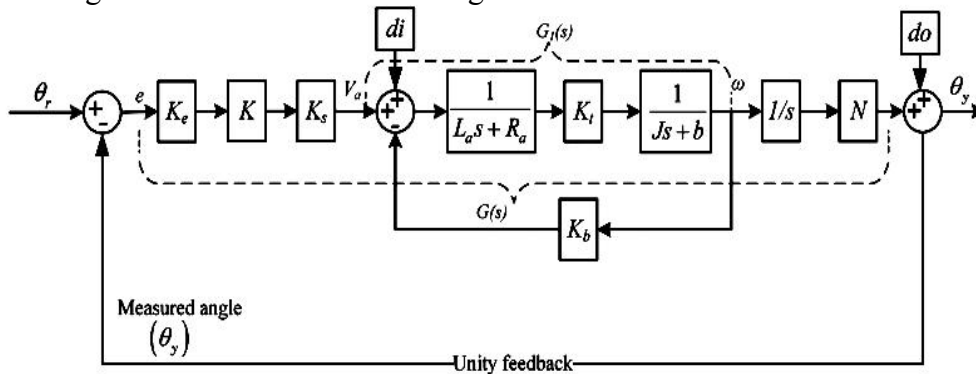 di
G₁(s)
do
θr
+
-
e
Ke
K
Ks
Va
+
+
-
1
Las + Ra
Kt
1
Js + b
ω
1/s
N
+
+
θy
G(s)
Kb
Measured angle
(θy)
Unity feedback